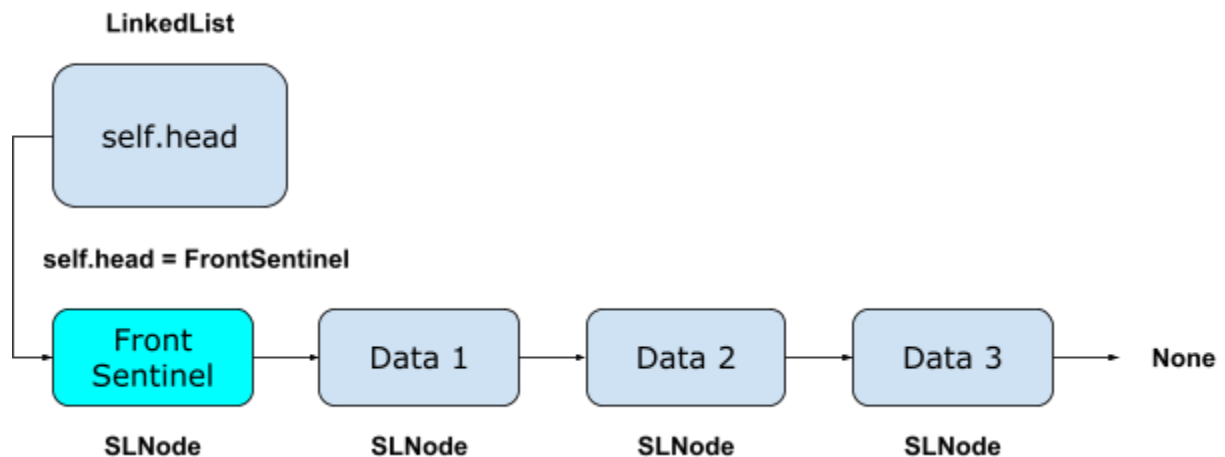 LinkedList
self.head
self.head = FrontSentinel
Front
Sentinel
Data 1
Data 2
Data 3
None
SLNode
SLNode
SLNode
SLNode